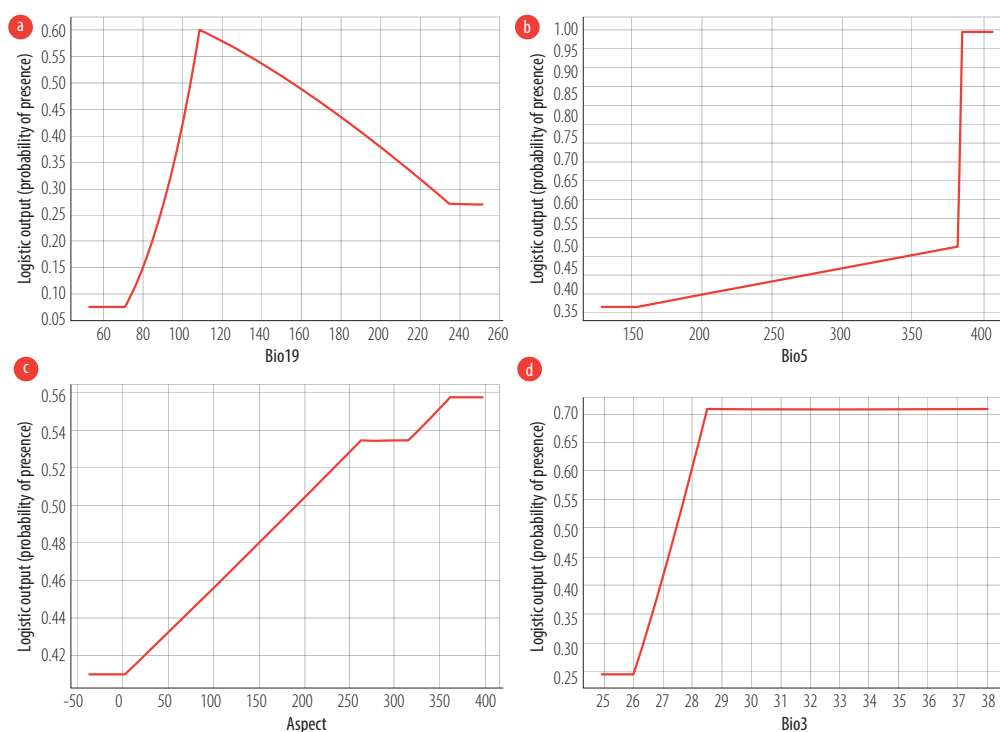 a
Logistic output (probability of presence)
0.60
0.55
0.50
0.45
0.40
0.35
0.30
0.25
0.20
0.15
0.10
0.05
60 80 100 120 140 160 180 200 220 240 260
Bio19
b
Logistic output (probability of presence)
1.00
0.95
0.90
0.85
0.80
0.75
0.70
0.65
0.60
0.55
0.50
0.45
0.40
0.35
150 200 250 300 350 400
Bio5
c
Logistic output (probability of presence)
0.56
0.54
0.52
0.50
0.48
0.46
0.44
0.42
-50 0 50 100 150 200 250 300 350 400
Aspect
d
Logistic output (probability of presence)
0.70
0.65
0.60
0.55
0.50
0.45
0.40
0.35
0.30
0.25
25 26 27 28 29 30 31 32 33 34 35 36 37 38
Bio3